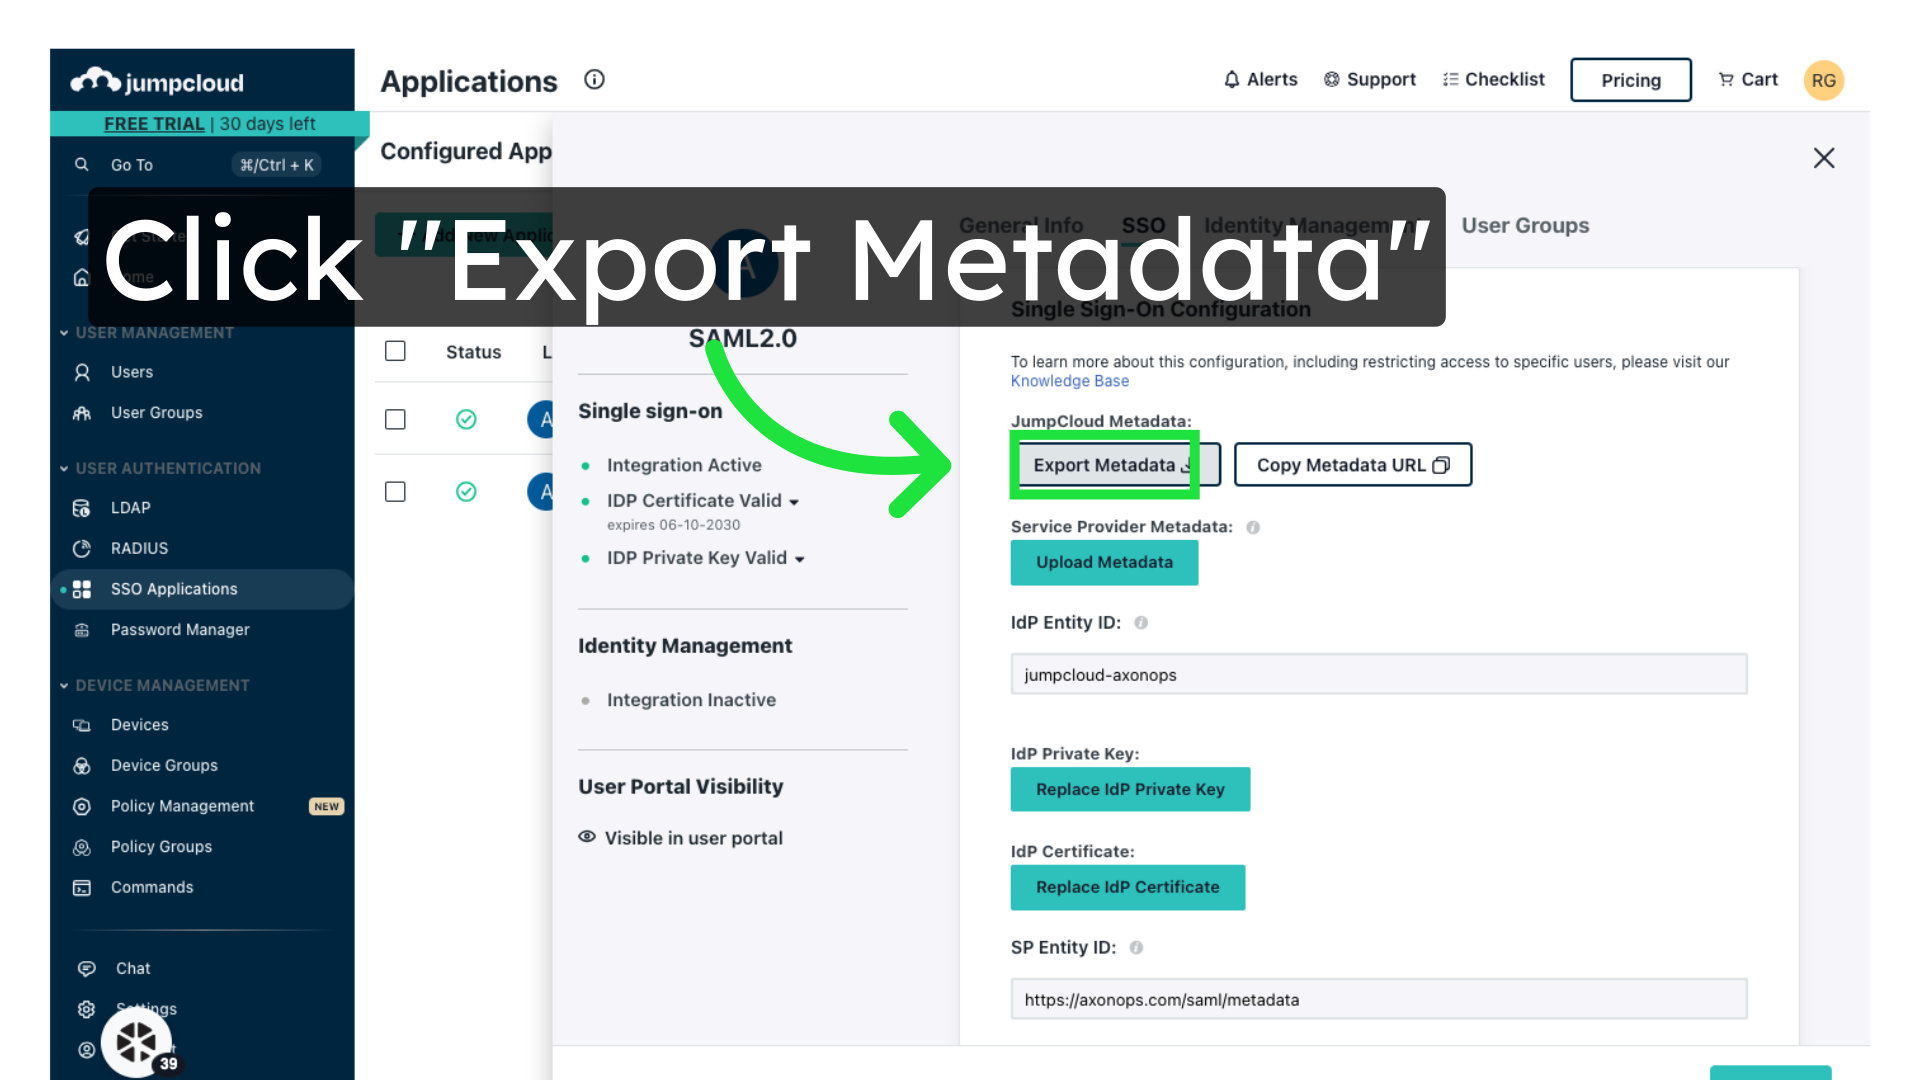 jumpcloud
FREE TRIAL | 30 days left
Go To
⌘/Ctrl + K
Home
USER MANAGEMENT
Users
User Groups
USER AUTHENTICATION
LDAP
RADIUS
SSO Applications
Password Manager
DEVICE MANAGEMENT
Devices
Device Groups
Policy Management
NEW
Policy Groups
Commands
Chat
Settings
39
Applications
Alerts
Support
Checklist
Pricing
Cart
RG
Configured App
Click "Export Metadata"
General Info
SSO
Identity Management
User Groups
Status
L
A
A
A
SAML2.0
Single sign-on
Integration Active
IDP Certificate Valid
expires 06-10-2030
IDP Private Key Valid
Identity Management
Integration Inactive
User Portal Visibility
Visible in user portal
Single Sign-On Configuration
To learn more about this configuration, including restricting access to specific users, please visit our
Knowledge Base
JumpCloud Metadata:
Export Metadata
Copy Metadata URL
Service Provider Metadata:
Upload Metadata
IdP Entity ID:
jumpcloud-axonops
IdP Private Key:
Replace IdP Private Key
IdP Certificate:
Replace IdP Certificate
SP Entity ID:
https://axonops.com/saml/metadata